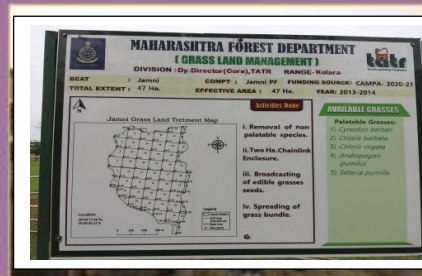 MAHARASHTRA FOREST DEPARTMENT
( GRASS LAND MANAGEMENT )
DIVISION : Dy.Director(Core),TATR RANGE- Kolara
BEAT : Jamni COMPT : Jamni PF FUNDING SOURCE: CAMPA- 2020-21
TOTAL EXTENT : 47 Ha. EFFECTIVE AREA : 47 Ha. YEAR: 2013-2014
Jamni Grass Land Tretment Map
Location
Legend
Activities Done
i. Removal of non
palatable species.
ii.Two Ha.Chainlink
Enclosure.
iii. Broadcasting
of edible grasses
seeds.
iv. Spreading of
grass bundle.
AVAILABLE GRASSES
Palatable Grasses:-
1) Cynodon barberi
2) Chloris barbata
3) Chloris virgata
4) Andropogan
pumilus
5) Setaria pumilla